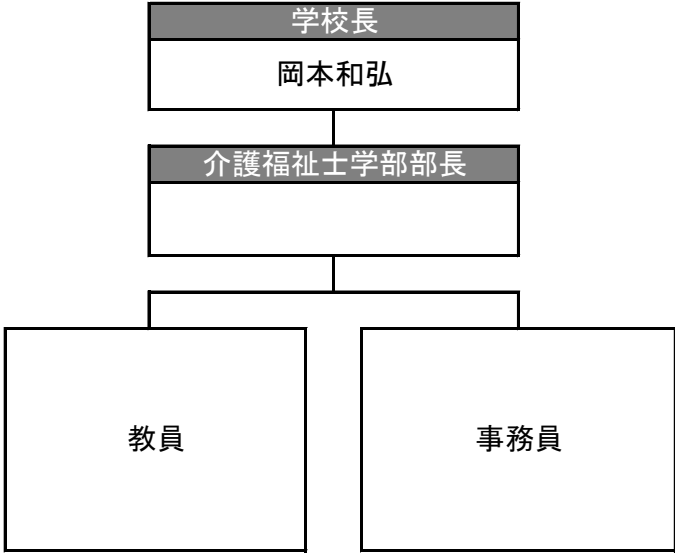 学校長
岡本和弘
介護福祉士学部部長
教員
事務員